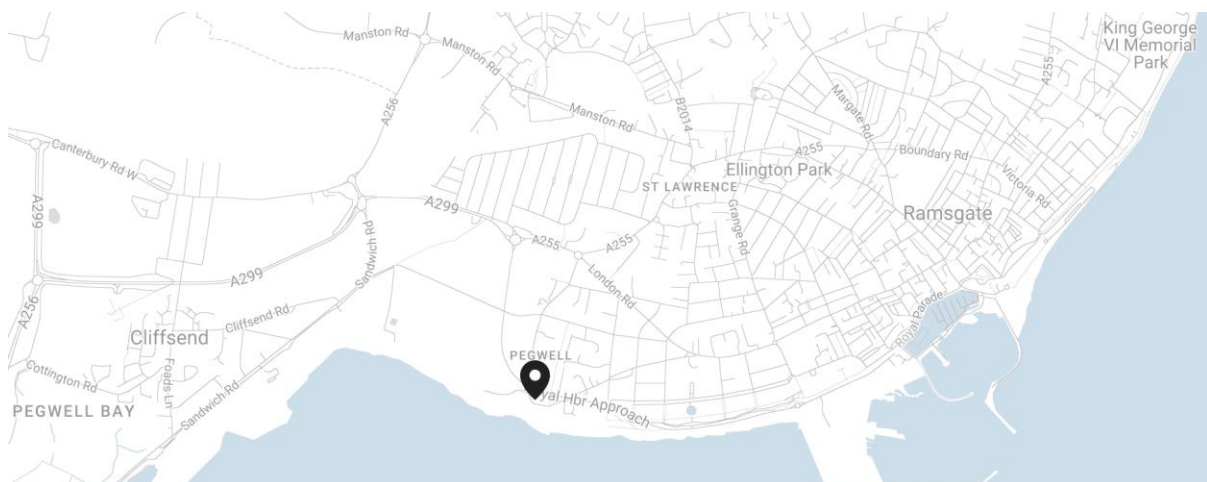 King George
VI Memorial
Park
A255
Manston Rd
Manston Rd
A256
B2014
Margate Rd
Manston Rd
Canterbury Rd W
A255
Boundary Rd
Ellington Park
Victoria Rd
ST LAWRENCE
A299
A299
Grange Rd
Ramsgate
Sandwich Rd
A255
A255
A299
London Rd
A256
Cliffsend Rd
Royal Parade
Cliffsend
PEGWELL
Cottington Rd
Foads Ln
Sandwich Rd
yal Hbr Approach
PEGWELL BAY